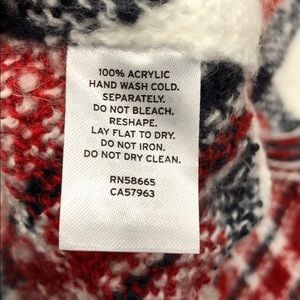 100% ACRYLIC
HAND WASH COLD.
SEPARATELY.
DO NOT BLEACH.
RESHAPE.
LAY FLAT TO DRY.
DO NOT IRON.
DO NOT DRY CLEAN.
RN58665
CA57963